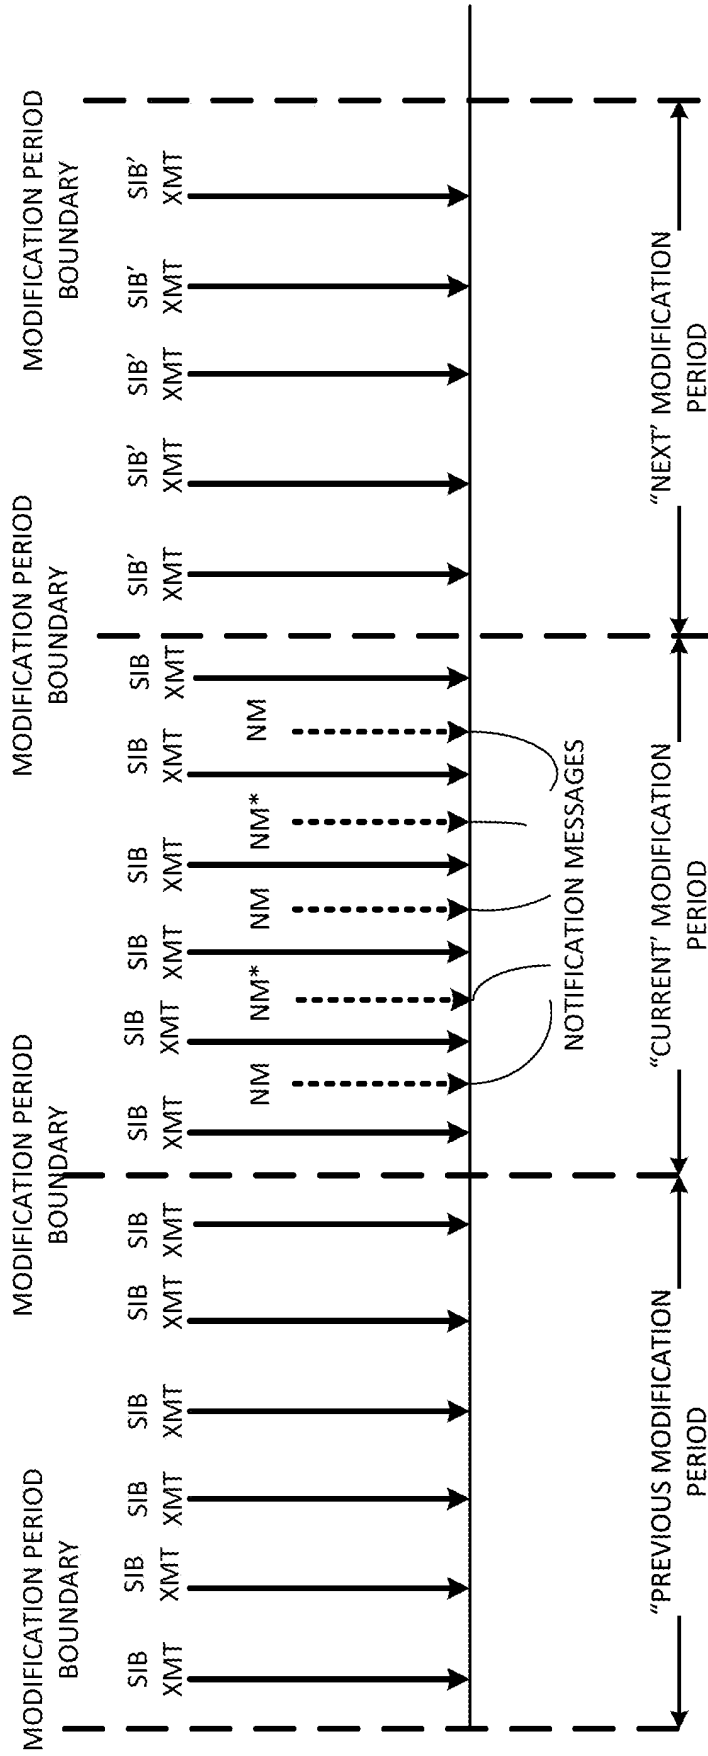 MODIFICATION PERIOD
BOUNDARY
MODIFICATION PERIOD
BOUNDARY
MODIFICATION PERIOD
BOUNDARY
MODIFICATION PERIOD
BOUNDARY
SIB
XMT
SIB
XMT
SIB
XMT
SIB
XMT
SIB
XMT
SIB
XMT
SIB
XMT
SIB
XMT
SIB
XMT
SIB
XMT
SIB
XMT
SIB
XMT
SIB'
XMT
SIB'
XMT
SIB'
XMT
SIB'
XMT
SIB'
XMT
NM
NM*
NM
NM*
NM
NOTIFICATION MESSAGES
“PREVIOUS MODIFICATION
PERIOD
“CURRENT’ MODIFICATION
PERIOD
“NEXT’ MODIFICATION
PERIOD